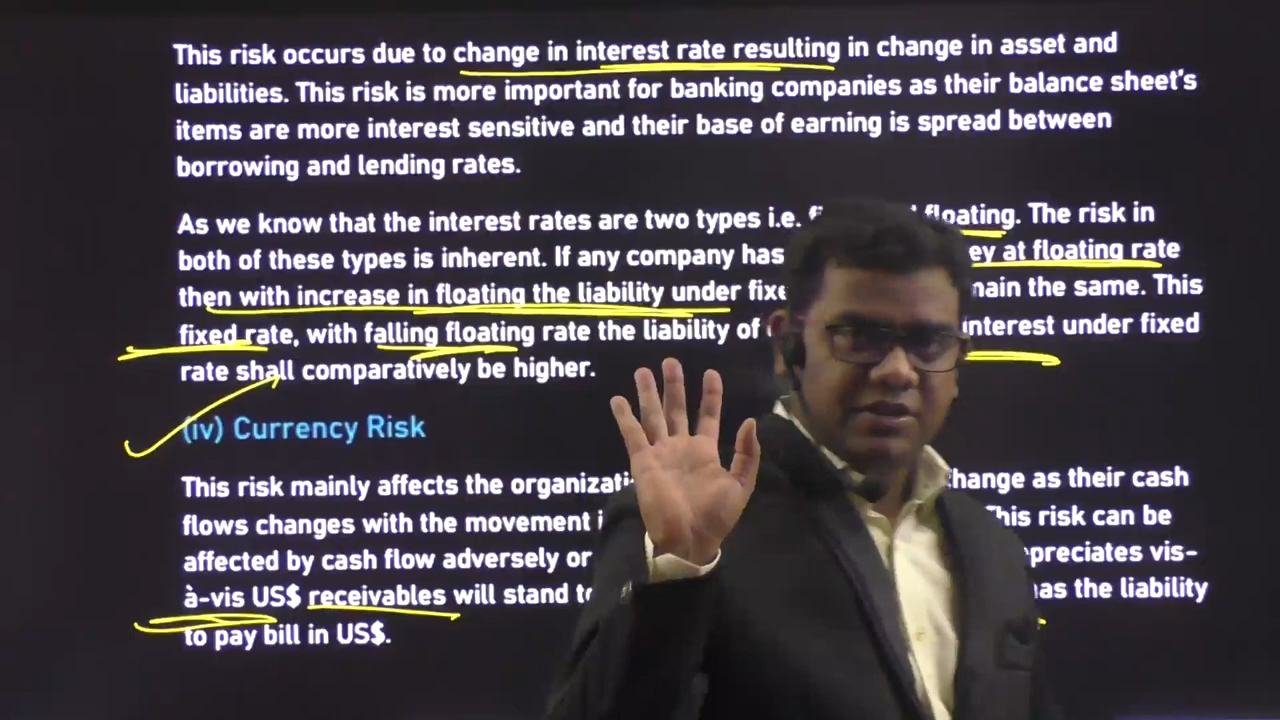 This risk occurs due to change in interest rate resulting in change in asset and
liabilities. This risk is more important for banking companies as their balance sheet's
items are more interest sensitive and their base of earning is spread between
borrowing and lending rates.
As we know that the interest rates are two types i.e. floating. The risk in
both of these types is inherent. If any company has at floating rate
then with increase in floating the liability under the same. This
fixed rate, with falling floating rate the liability of interest under fixed
rate shall comparatively be higher.
(iv) Currency Risk
This risk mainly affects the as their cash
flows changes with the movement This risk can be
affected by cash flow adversely or vis-
à-vis US$ receivables will stand the liability
to pay bill in US$.